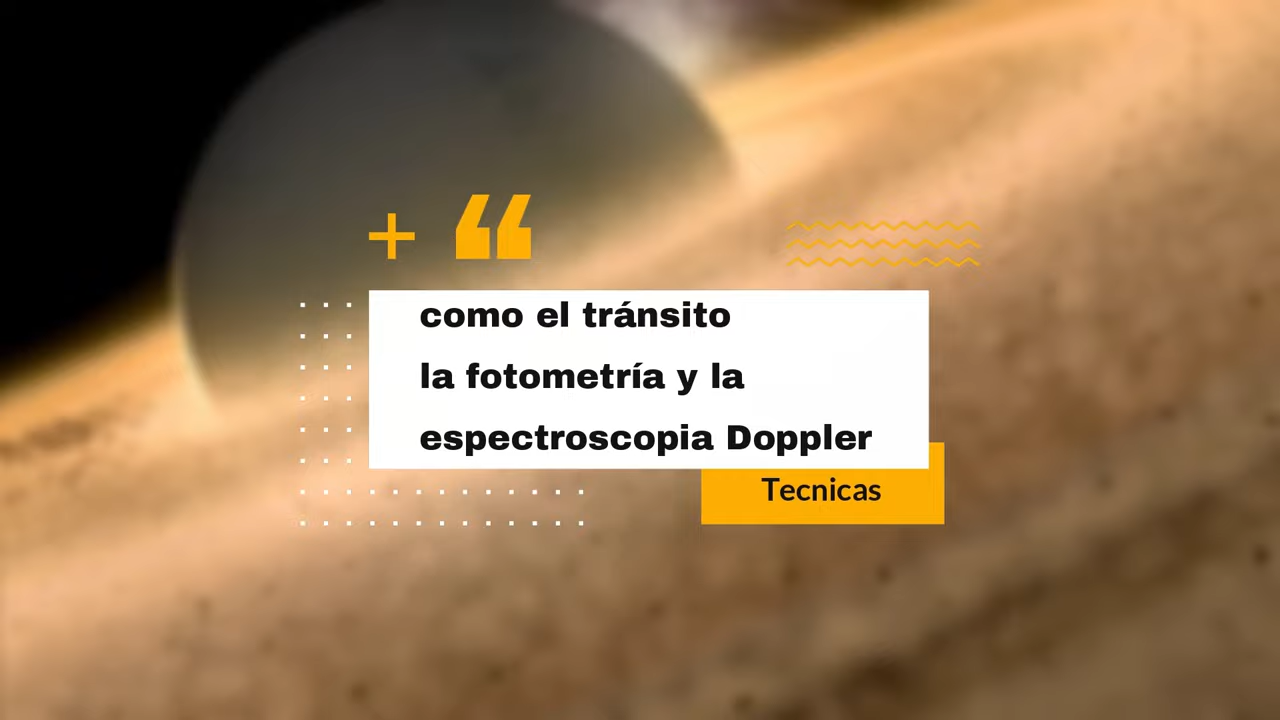 como el tránsito
la fotometría y la
espectroscopia Doppler
Tecnicas